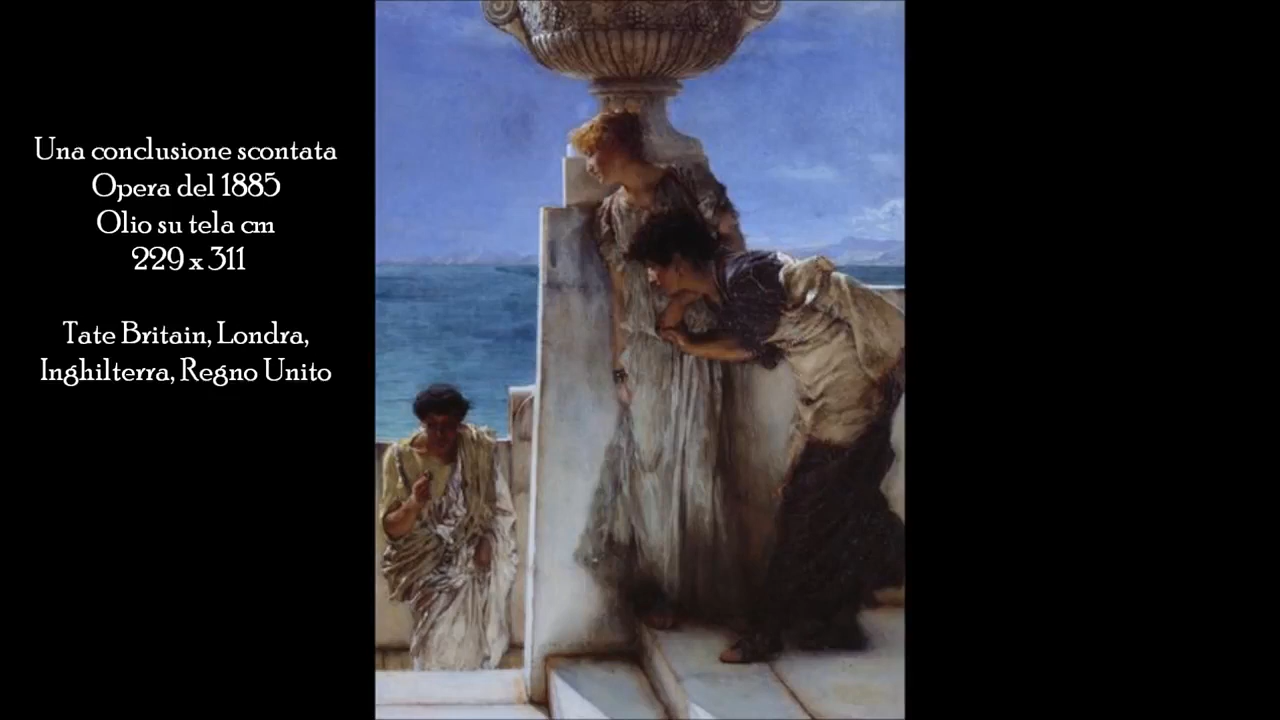 Una conclusione scontata
Opera del 1885
Olio su tela cm
229 x 311
Tate Britain, Londra,
Inghilterra, Regno Unito